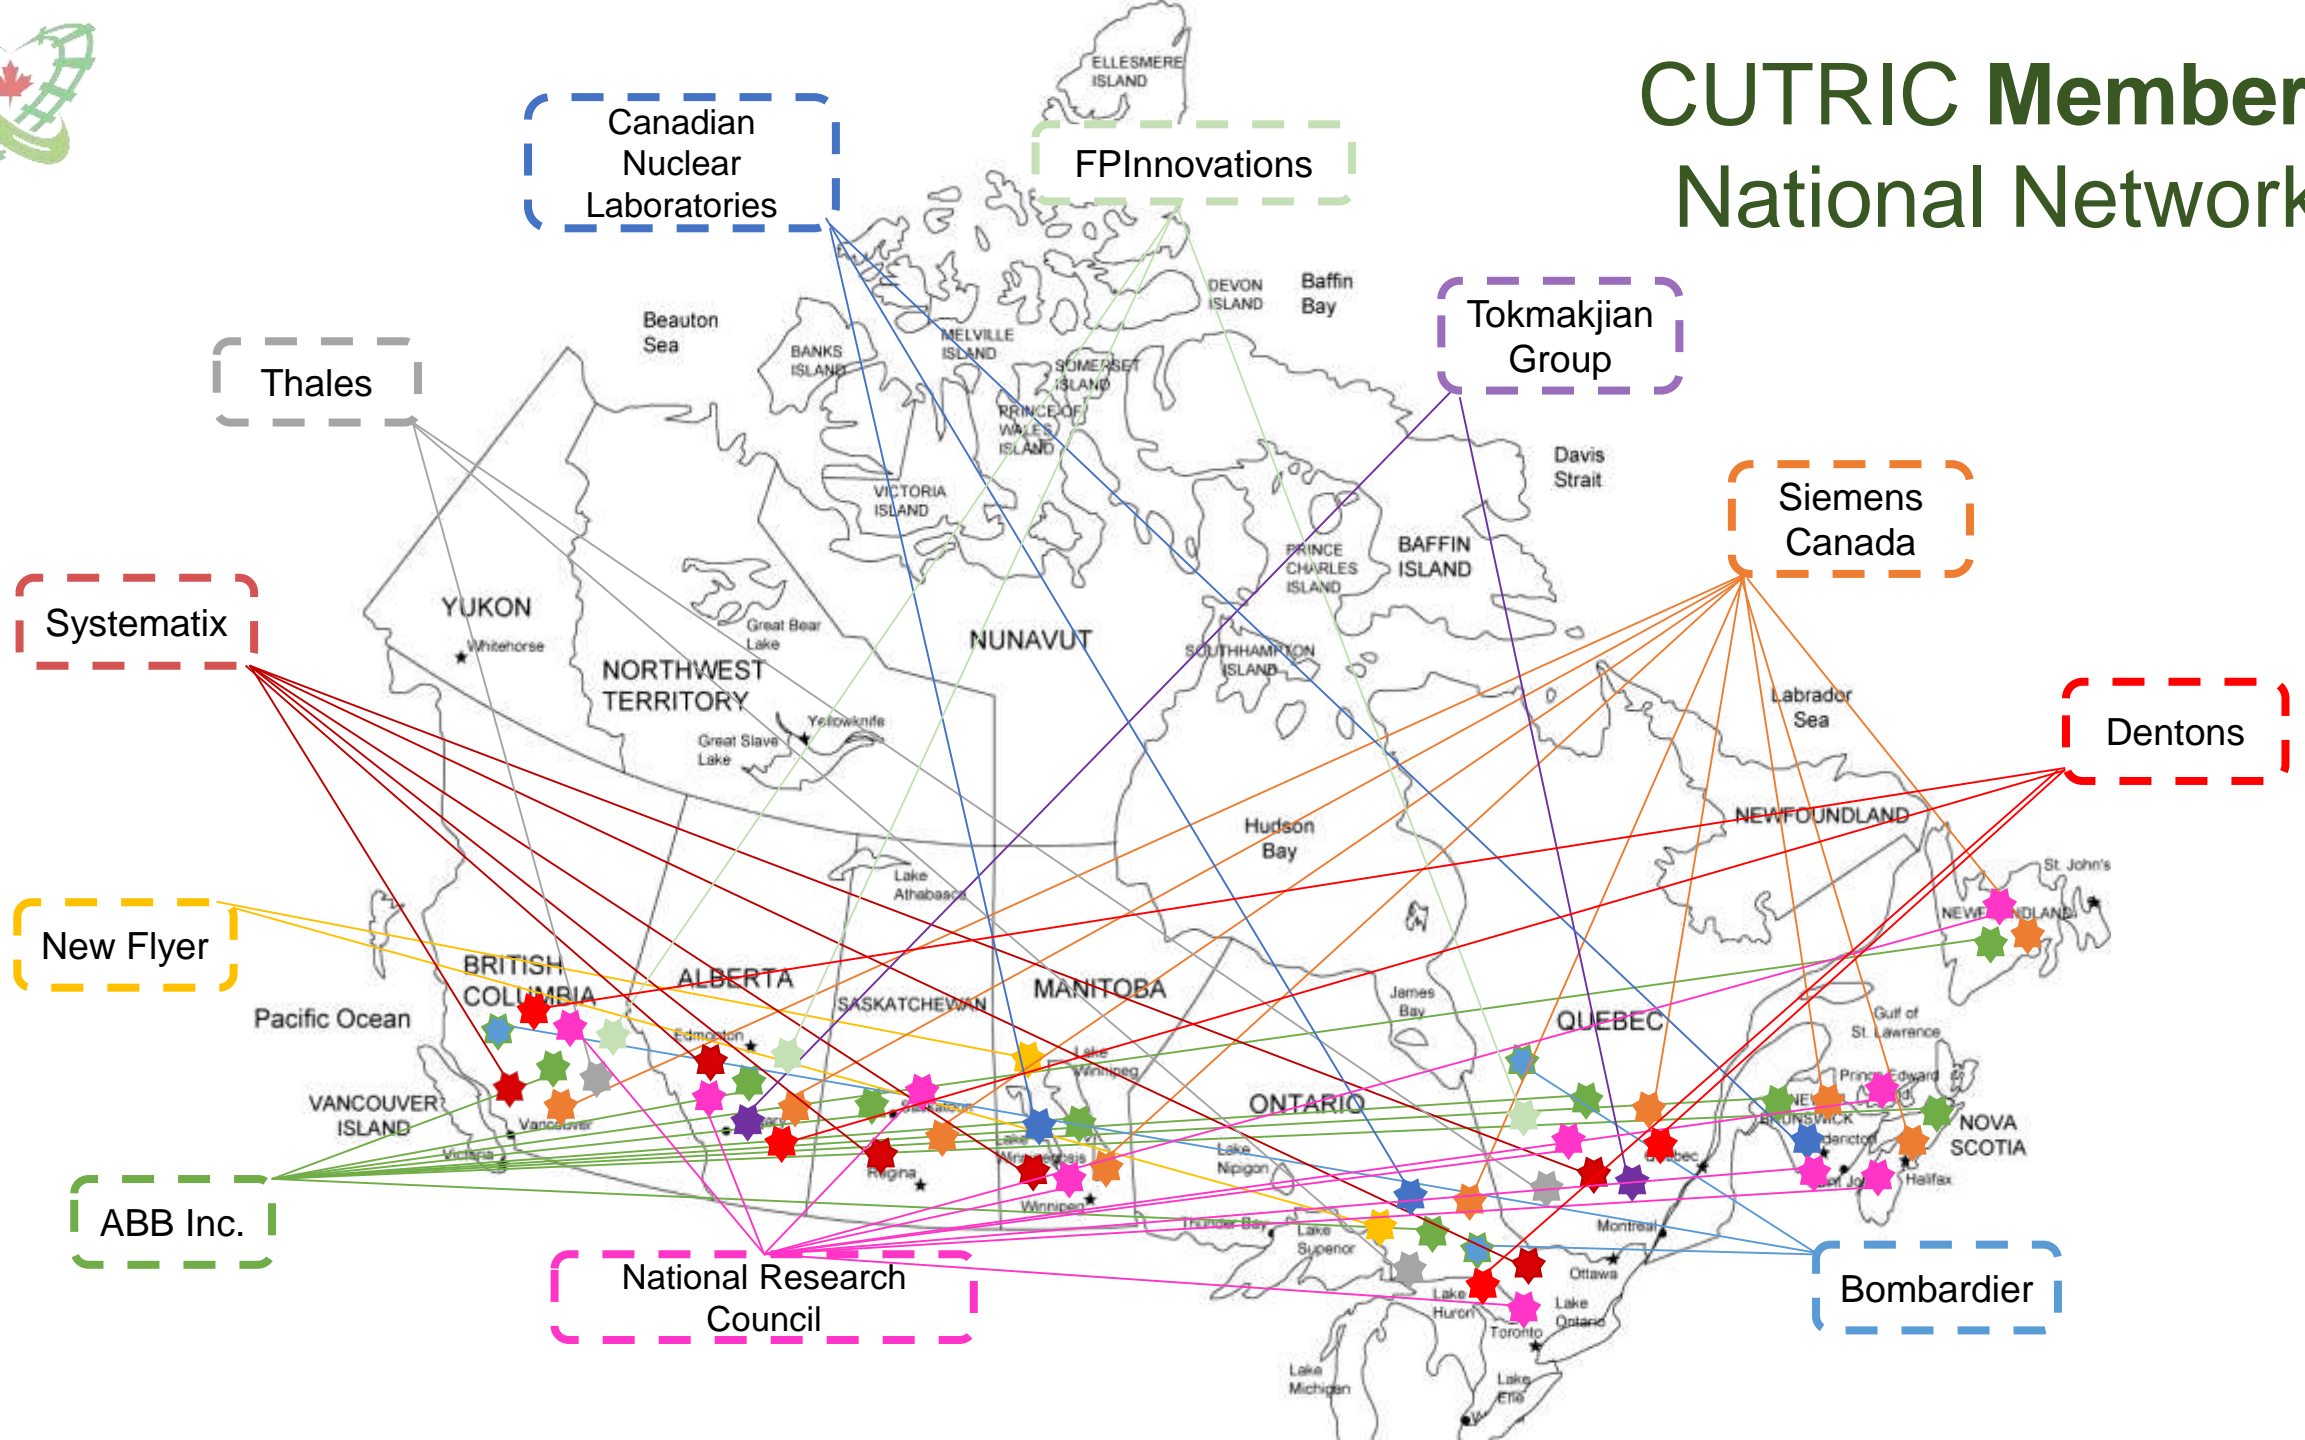 CUTRIC Member
National Network
Canadian
Nuclear
Laboratories
FPInnovations
Tokmakjian
Group
Thales
Siemens
Canada
Systematix
Dentons
New Flyer
ABB Inc.
National Research
Council
Bombardier
ELLESMERE
ISLAND
DEVON
ISLAND
Baffin
Bay
Beauton
Sea
BANKS
ISLAND
MELVILLE
ISLAND
SOMERSET
ISLAND
PRINCE OF
WALES
ISLAND
VICTORIA
ISLAND
Davis
Strait
PRINCE
CHARLES
ISLAND
BAFFIN
ISLAND
YUKON
Whitehorse
Great Bear
Lake
NORTHWEST
TERRITORY
NUNAVUT
SOUTHHAMPTON
ISLAND
Labrador
Sea
Great Slave
Lake
Yellowknife
Hudson
Bay
NEWFOUNDLAND
Lake
Athabasca
St. John's
BRITISH
COLUMBIA
ALBERTA
SASKATCHEWAN
MANITOBA
Pacific Ocean
James
Bay
QUEBEC
Gulf of
St. Lawrence
Edmonton
Lake
Winnipeg
Prince Edward
VANCOUVER
ISLAND
Vancouver
Victoria
Saskatoon
ONTARIO
BRUNSWICK
NOVA
SCOTIA
Lake
Regina
Winnipeg
Lake
Nipigon
Halifax
Thunder Bay
Lake
Superior
Montreal
Ottawa
Lake
Huron
Lake
Ontario
Toronto
Lake
Michigan
Lake
Erie